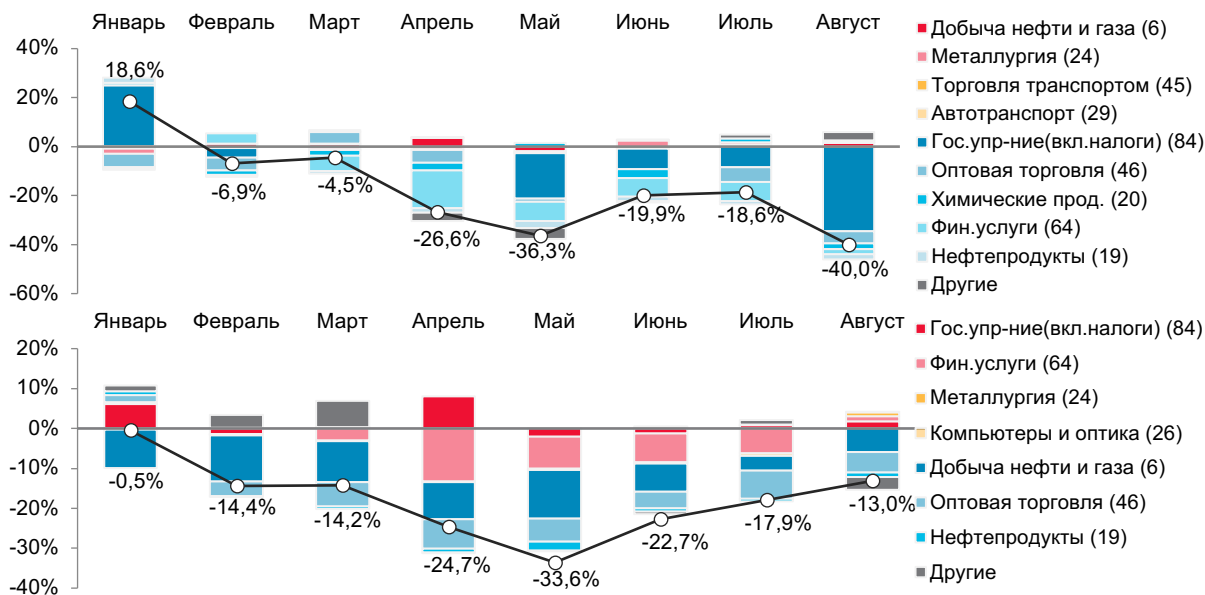 Январь Февраль Март Апрель Май Июнь Июль Август
40%
20%
0%
-20%
-40%
-60%
18,6%
-6,9%
-4,5%
-26,6%
-36,3%
-19,9%
-18,6%
-40,0%
Добыча нефти и газа (6)
Металлургия (24)
Торговля транспортом (45)
Автотранспорт (29)
Гос.упр-ние(вкл.налоги) (84)
Оптовая торговля (46)
Химические прод. (20)
Фин.услуги (64)
Нефтепродукты (19)
Другие
Январь Февраль Март Апрель Май Июнь Июль Август
20%
10%
0%
-10%
-20%
-30%
-40%
-0,5%
-14,4%
-14,2%
-24,7%
-33,6%
-22,7%
-17,9%
-13,0%
Гос.упр-ние(вкл.налоги) (84)
Фин.услуги (64)
Металлургия (24)
Компьютеры и оптика (26)
Добыча нефти и газа (6)
Оптовая торговля (46)
Нефтепродукты (19)
Другие